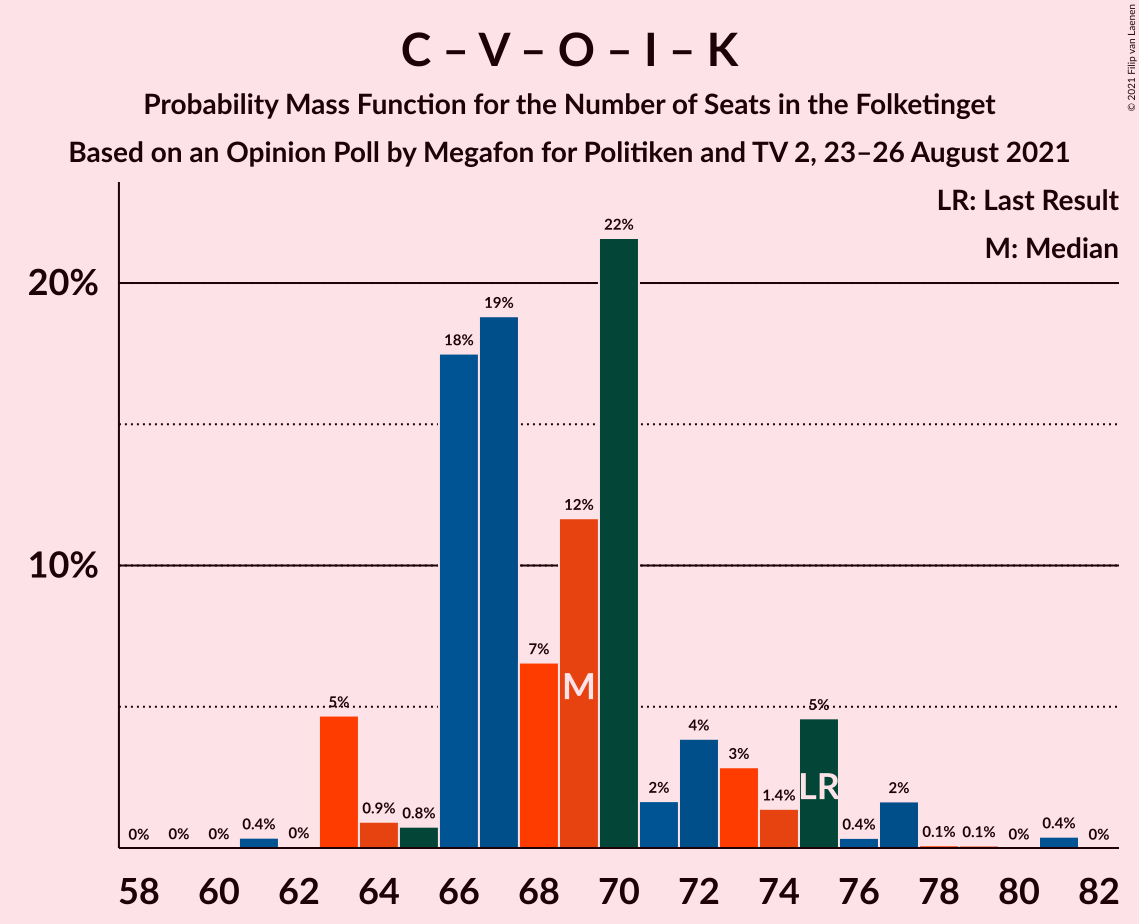 C – V – O – I – K
Probability Mass Function for the Number of Seats in the Folketinget
Based on an Opinion Poll by Megafon for Politiken and TV 2, 23–26 August 2021
© 2021 Filip van Laenen
LR: Last Result
M: Median
20%
10%
0% 0% 0% 0.4% 0% 5% 0.9% 0.8% 18% 19% 7% 12% 22% 2% 4% 3% 1.4% 5% 0.4% 2% 0.1% 0.1% 0% 0.4% 0%
M
LR
58 60 62 64 66 68 70 72 74 76 78 80 82